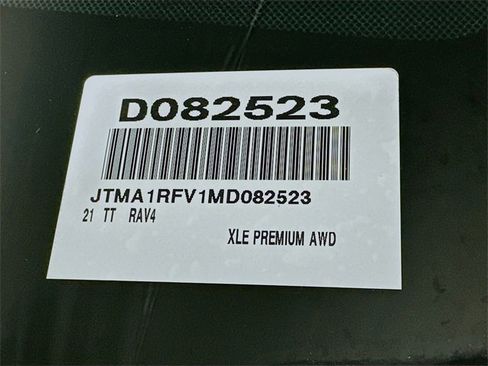 D082523
JTMA1RFV1MD082523
21 TT RAV4
XLE PREMIUM AWD